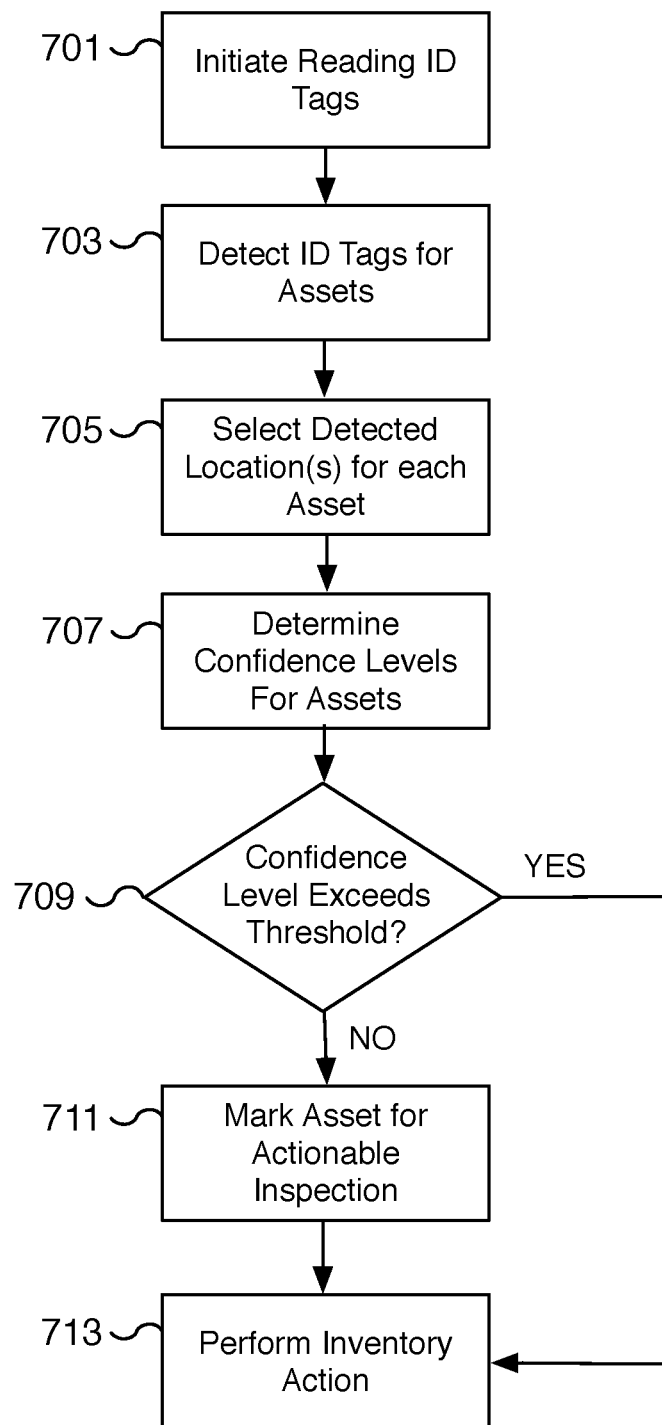 701
Initiate Reading ID
Tags
703
Detect ID Tags for
Assets
705
Select Detected
Location(s) for each
Asset
707
Determine
Confidence Levels
For Assets
709
Confidence
Level Exceeds
Threshold?
YES
NO
711
Mark Asset for
Actionable
Inspection
713
Perform Inventory
Action